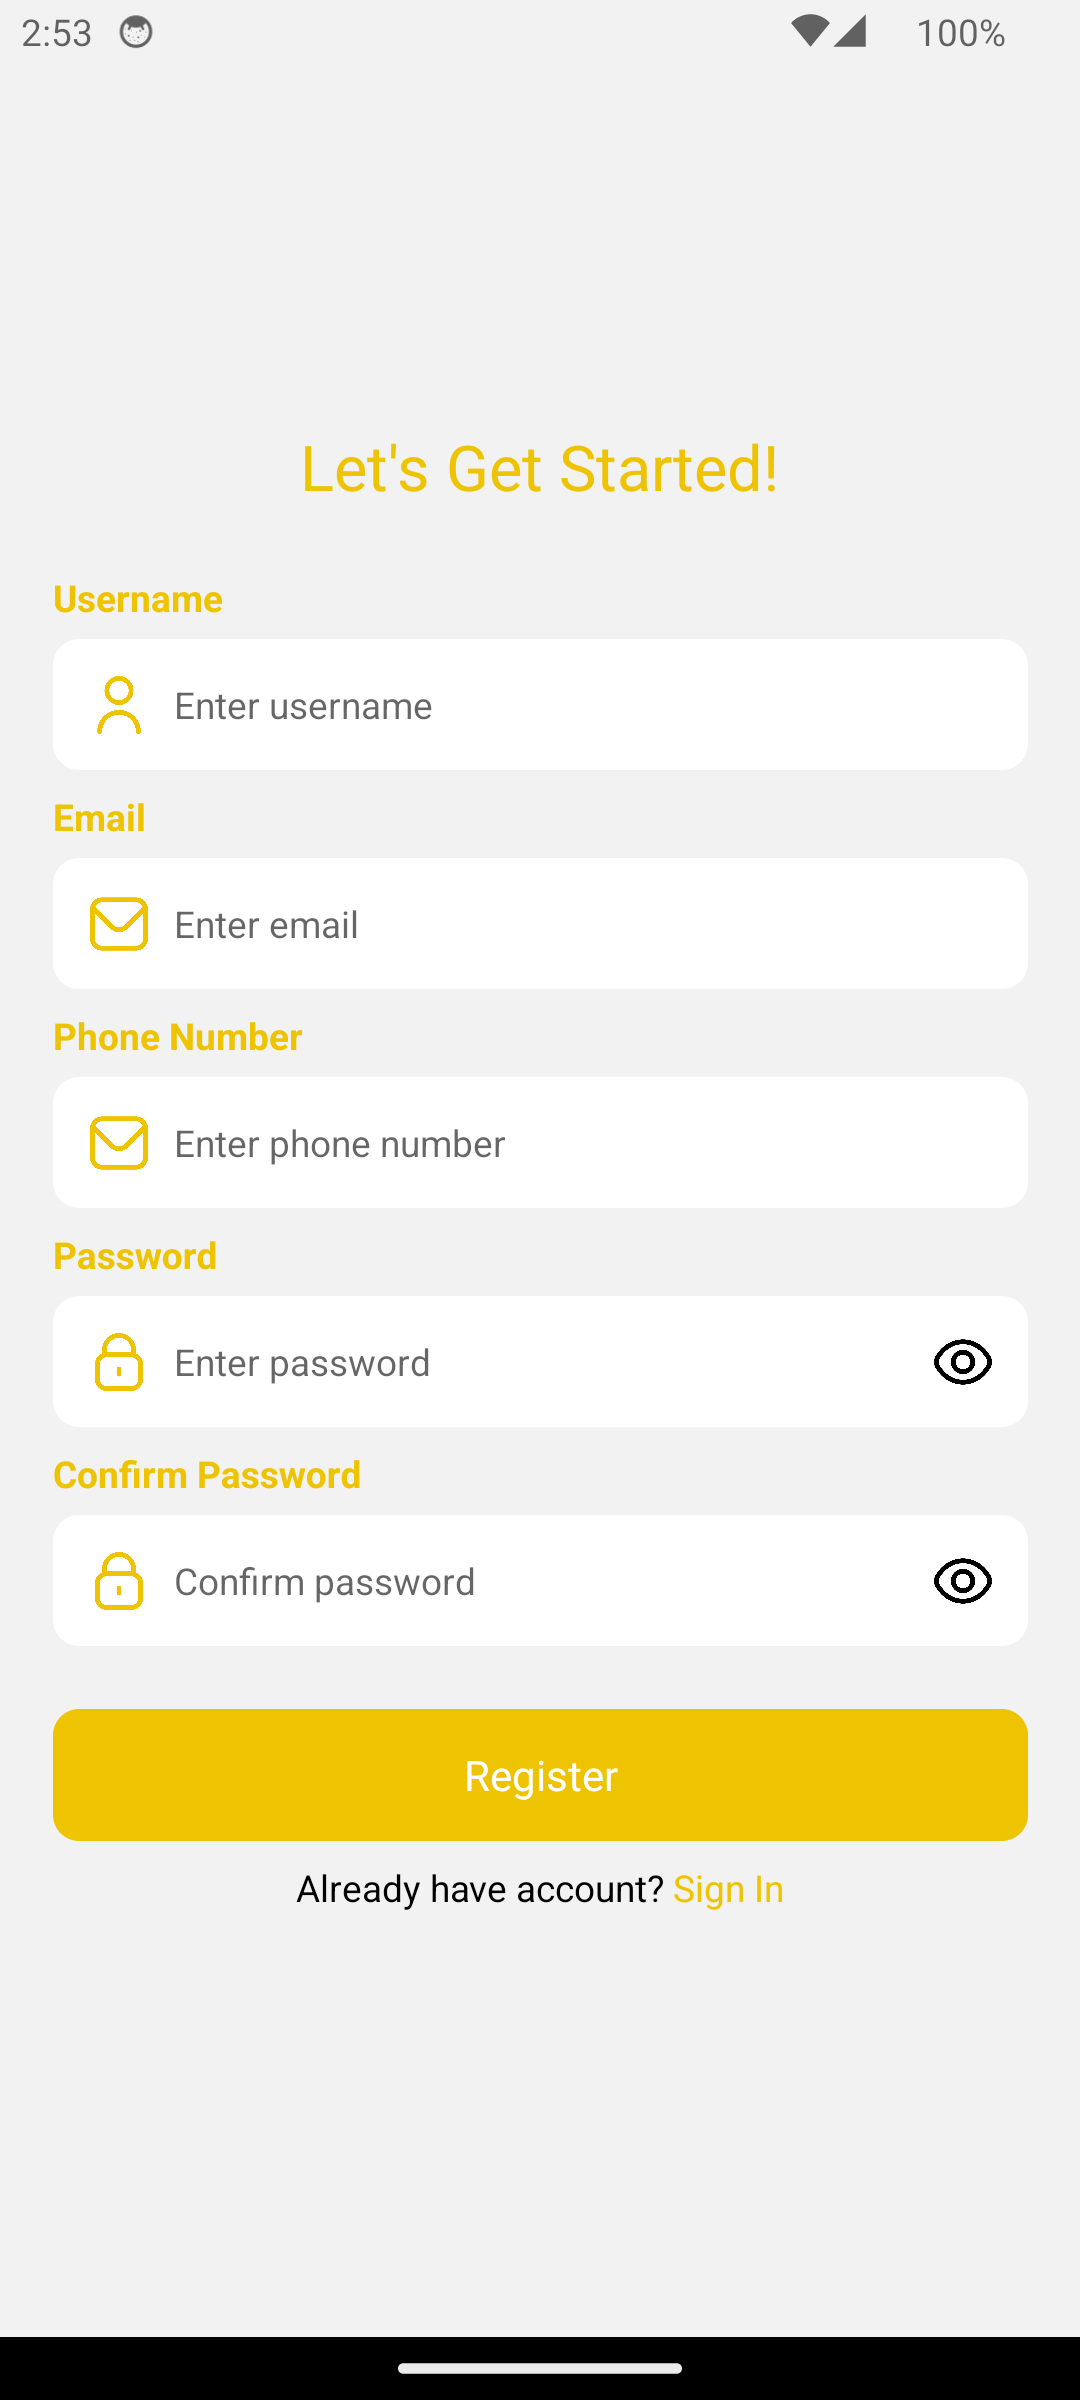 2:53 100%
Let's Get Started!
Username
Enter username
Email
Enter email
Phone Number
Enter phone number
Password
Enter password
Confirm Password
Confirm password
Register
Already have account? Sign In